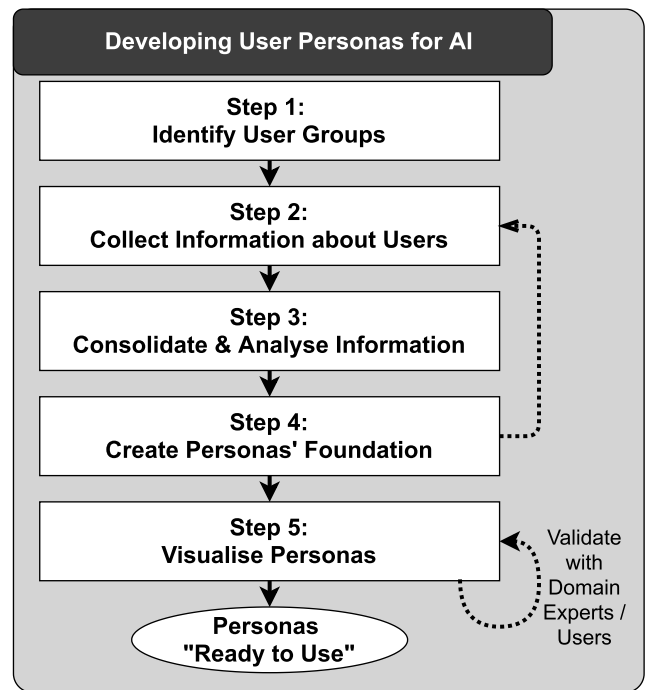 Developing User Personas for AI
Step 1:
Identify User Groups
Step 2:
Collect Information about Users
Step 3:
Consolidate & Analyse Information
Step 4:
Create Personas' Foundation
Step 5:
Visualise Personas
Validate
with
Domain
Experts /
Users
Personas
"Ready to Use"